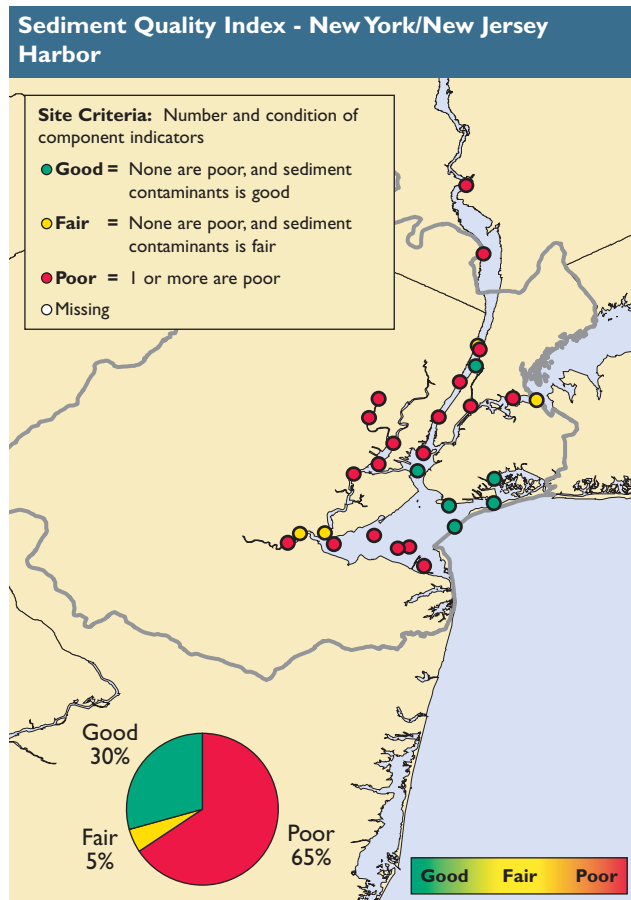 Sediment Quality Index - New York/New Jersey
Harbor
Site Criteria: Number and condition of
component indicators
Good = None are poor, and sediment
contaminants is good
Fair = None are poor, and sediment
contaminants is fair
Poor = 1 or more are poor
Missing
Good
30%
Fair
5%
Poor
65%
Good Fair Poor